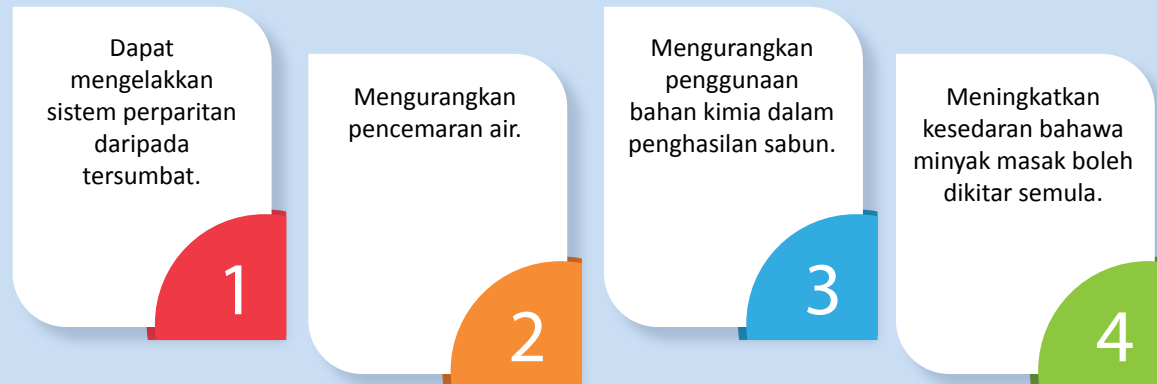 Dapat
mengelakkan
sistem perparitan
daripada
tersumbat.
1
Mengurangkan
pencemaran air.
2
Mengurangkan
penggunaan
bahan kimia dalam
penghasilan sabun.
3
Meningkatkan
kesedaran bahawa
minyak masak boleh
dikitar semula.
4